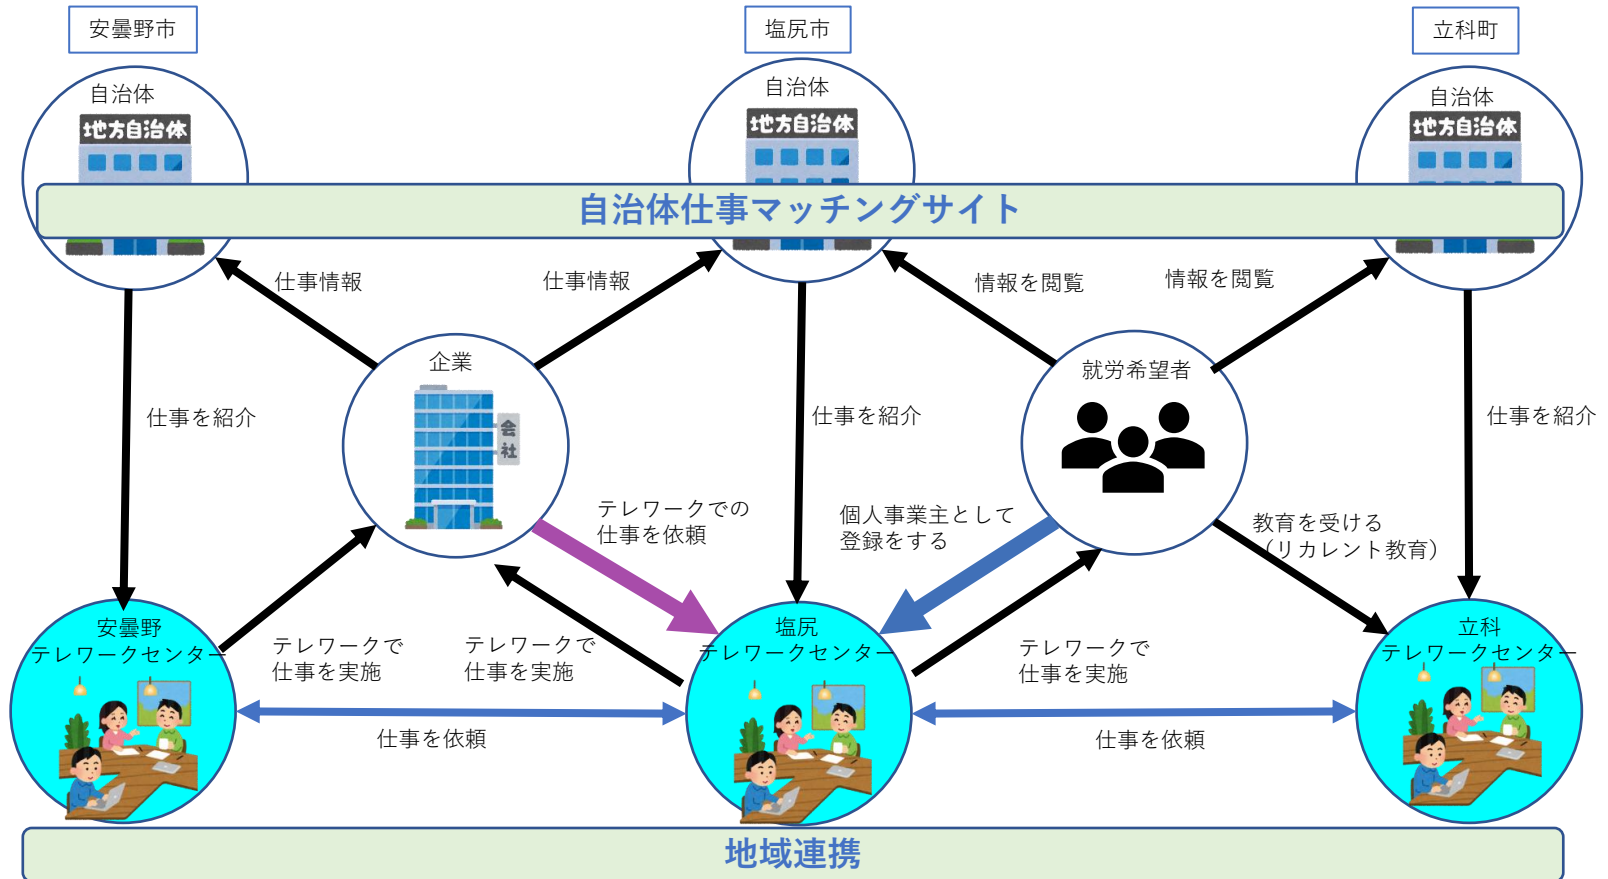 安曇野市
塩尻市
立科町
自治体
自治体
自治体
地方自治体
地方自治体
地方自治体
自治体仕事マッチングサイト
仕事情報
仕事情報
情報を閲覧
情報を閲覧
企業
就労希望者
会社
仕事を紹介
仕事を紹介
仕事を紹介
テレワークでの
仕事を依頼
個人事業主として
登録をする
教育を受ける
（リカレント教育）
安曇野
テレワークセンター
テレワークで
仕事を実施
テレワークで
仕事を実施
塩尻
テレワークセンター
テレワークで
仕事を実施
立科
テレワークセンター
仕事を依頼
仕事を依頼
地域連携